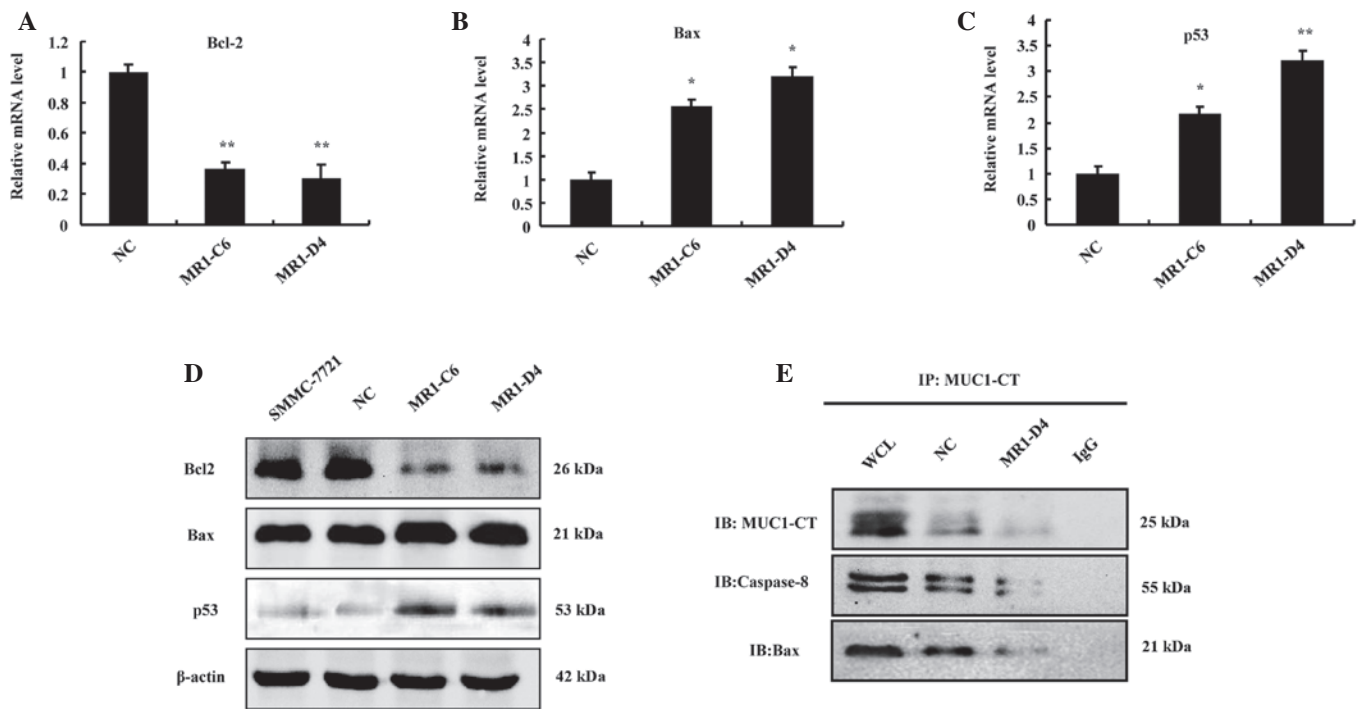 A
Bcl-2
Relative mRNA level
1.2
1
0.8
0.6
0.4
0.2
0
**
**
NC
MR1-C6
MR1-D4
B
Bax
Relative mRNA level
4
3.5
3
2.5
2
1.5
1
0.5
0
*
*
NC
MR1-C6
MR1-D4
C
p53
Relative mRNA level
4
3.5
3
2.5
2
1.5
1
0.5
0
*
**
NC
MR1-C6
MR1-D4
D
SMMC-7721
NC
MR1-C6
MR1-D4
Bcl2
26 kDa
Bax
21 kDa
p53
53 kDa
β-actin
42 kDa
E
IP: MUC1-CT
WCL
NC
MR1-D4
IgG
IB: MUC1-CT
25 kDa
IB:Caspase-8
55 kDa
IB:Bax
21 kDa